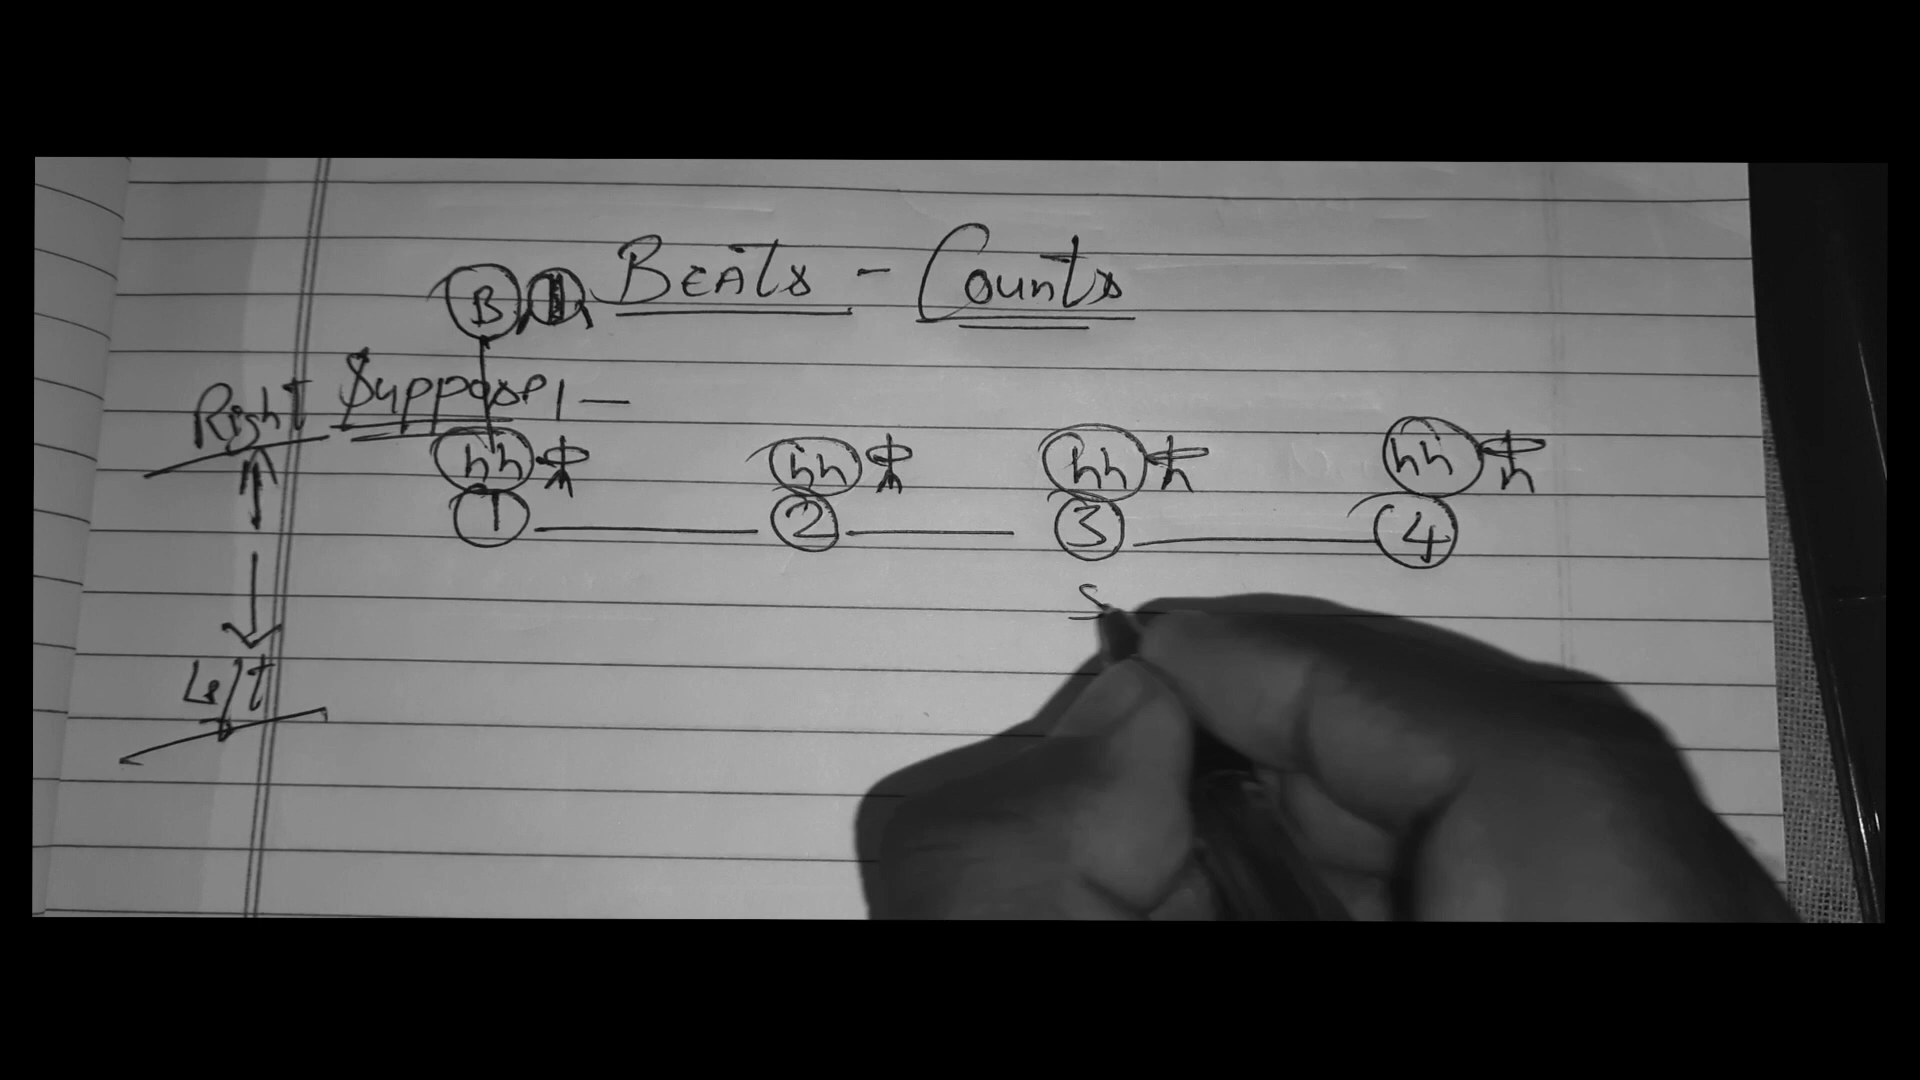 B Beats - Counts
Right Suppose, -
hh hh hh hh
1 2 3 4
S
Left